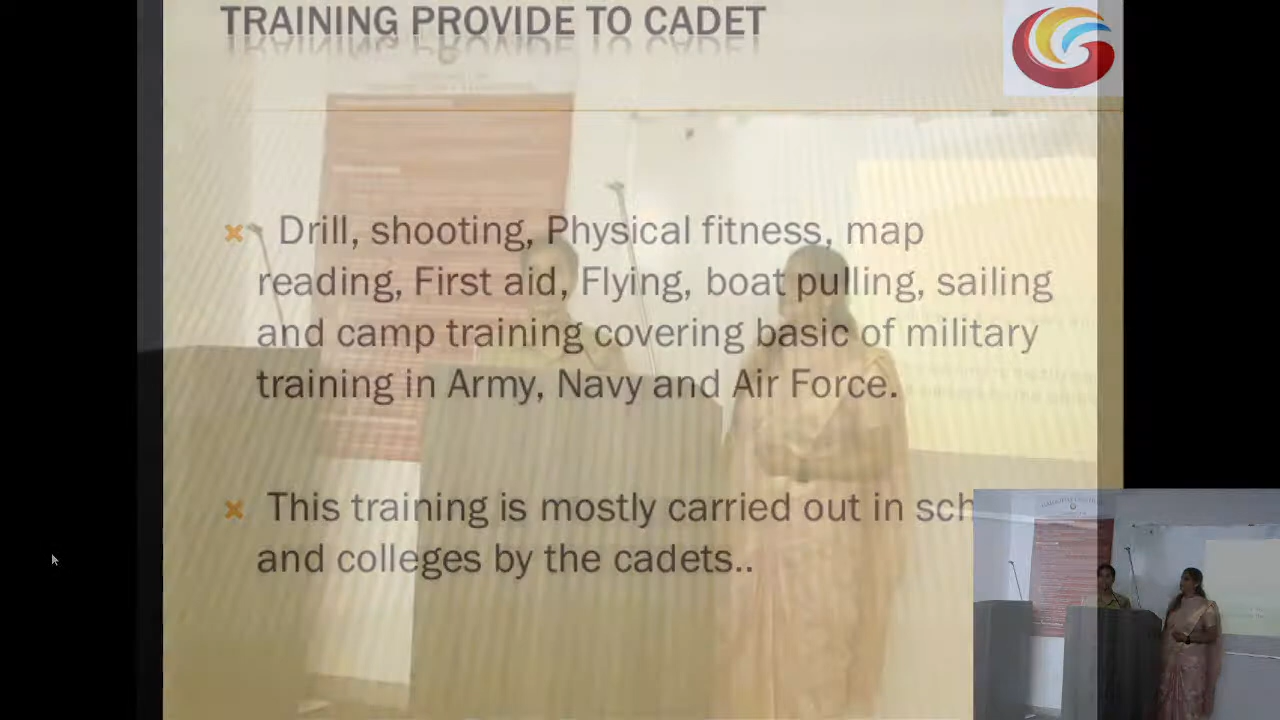 TRAINING PROVIDE TO CADET
Drill, shooting, Physical fitness, map
reading, First aid, Flying, boat pulling, sailing
and camp training covering basic of military
training in Army, Navy and Air Force.
This training is mostly carried out in sch
and colleges by the cadets..